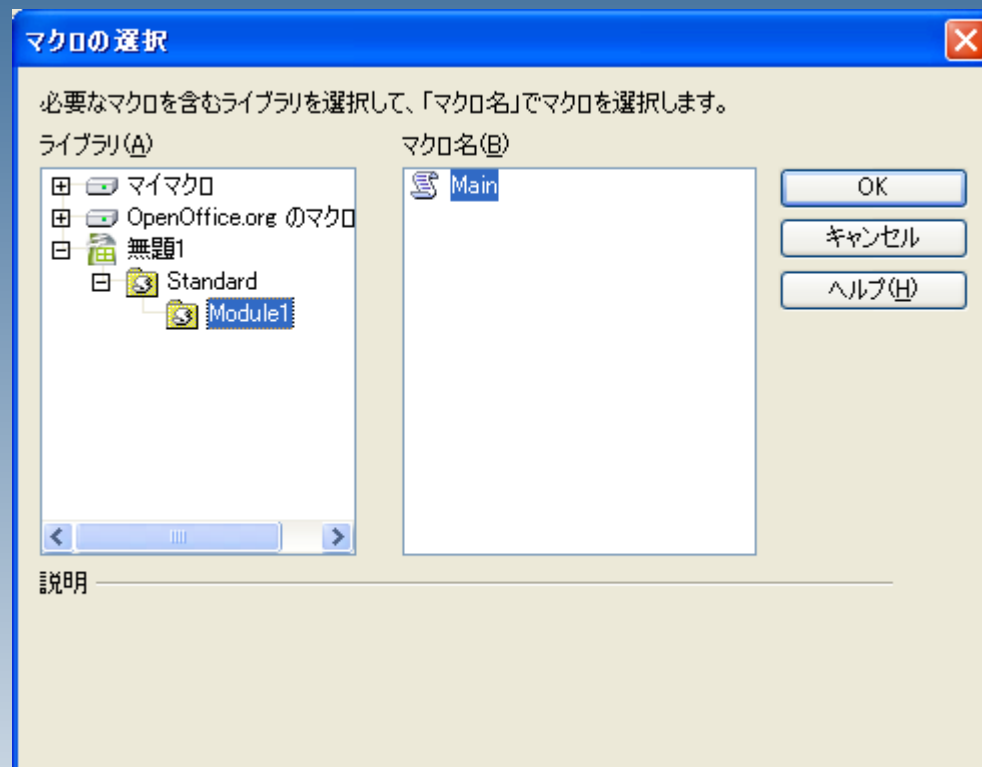 マクロの選択
必要なマクロを含むライブラリを選択して、「マクロ名」でマクロを選択します。
ライブラリ(A)
マクロ名(B)
マイマクロ
OpenOffice.org のマクロ
無題1
Standard
Module1
Main
OK
キャンセル
ヘルプ(H)
説明